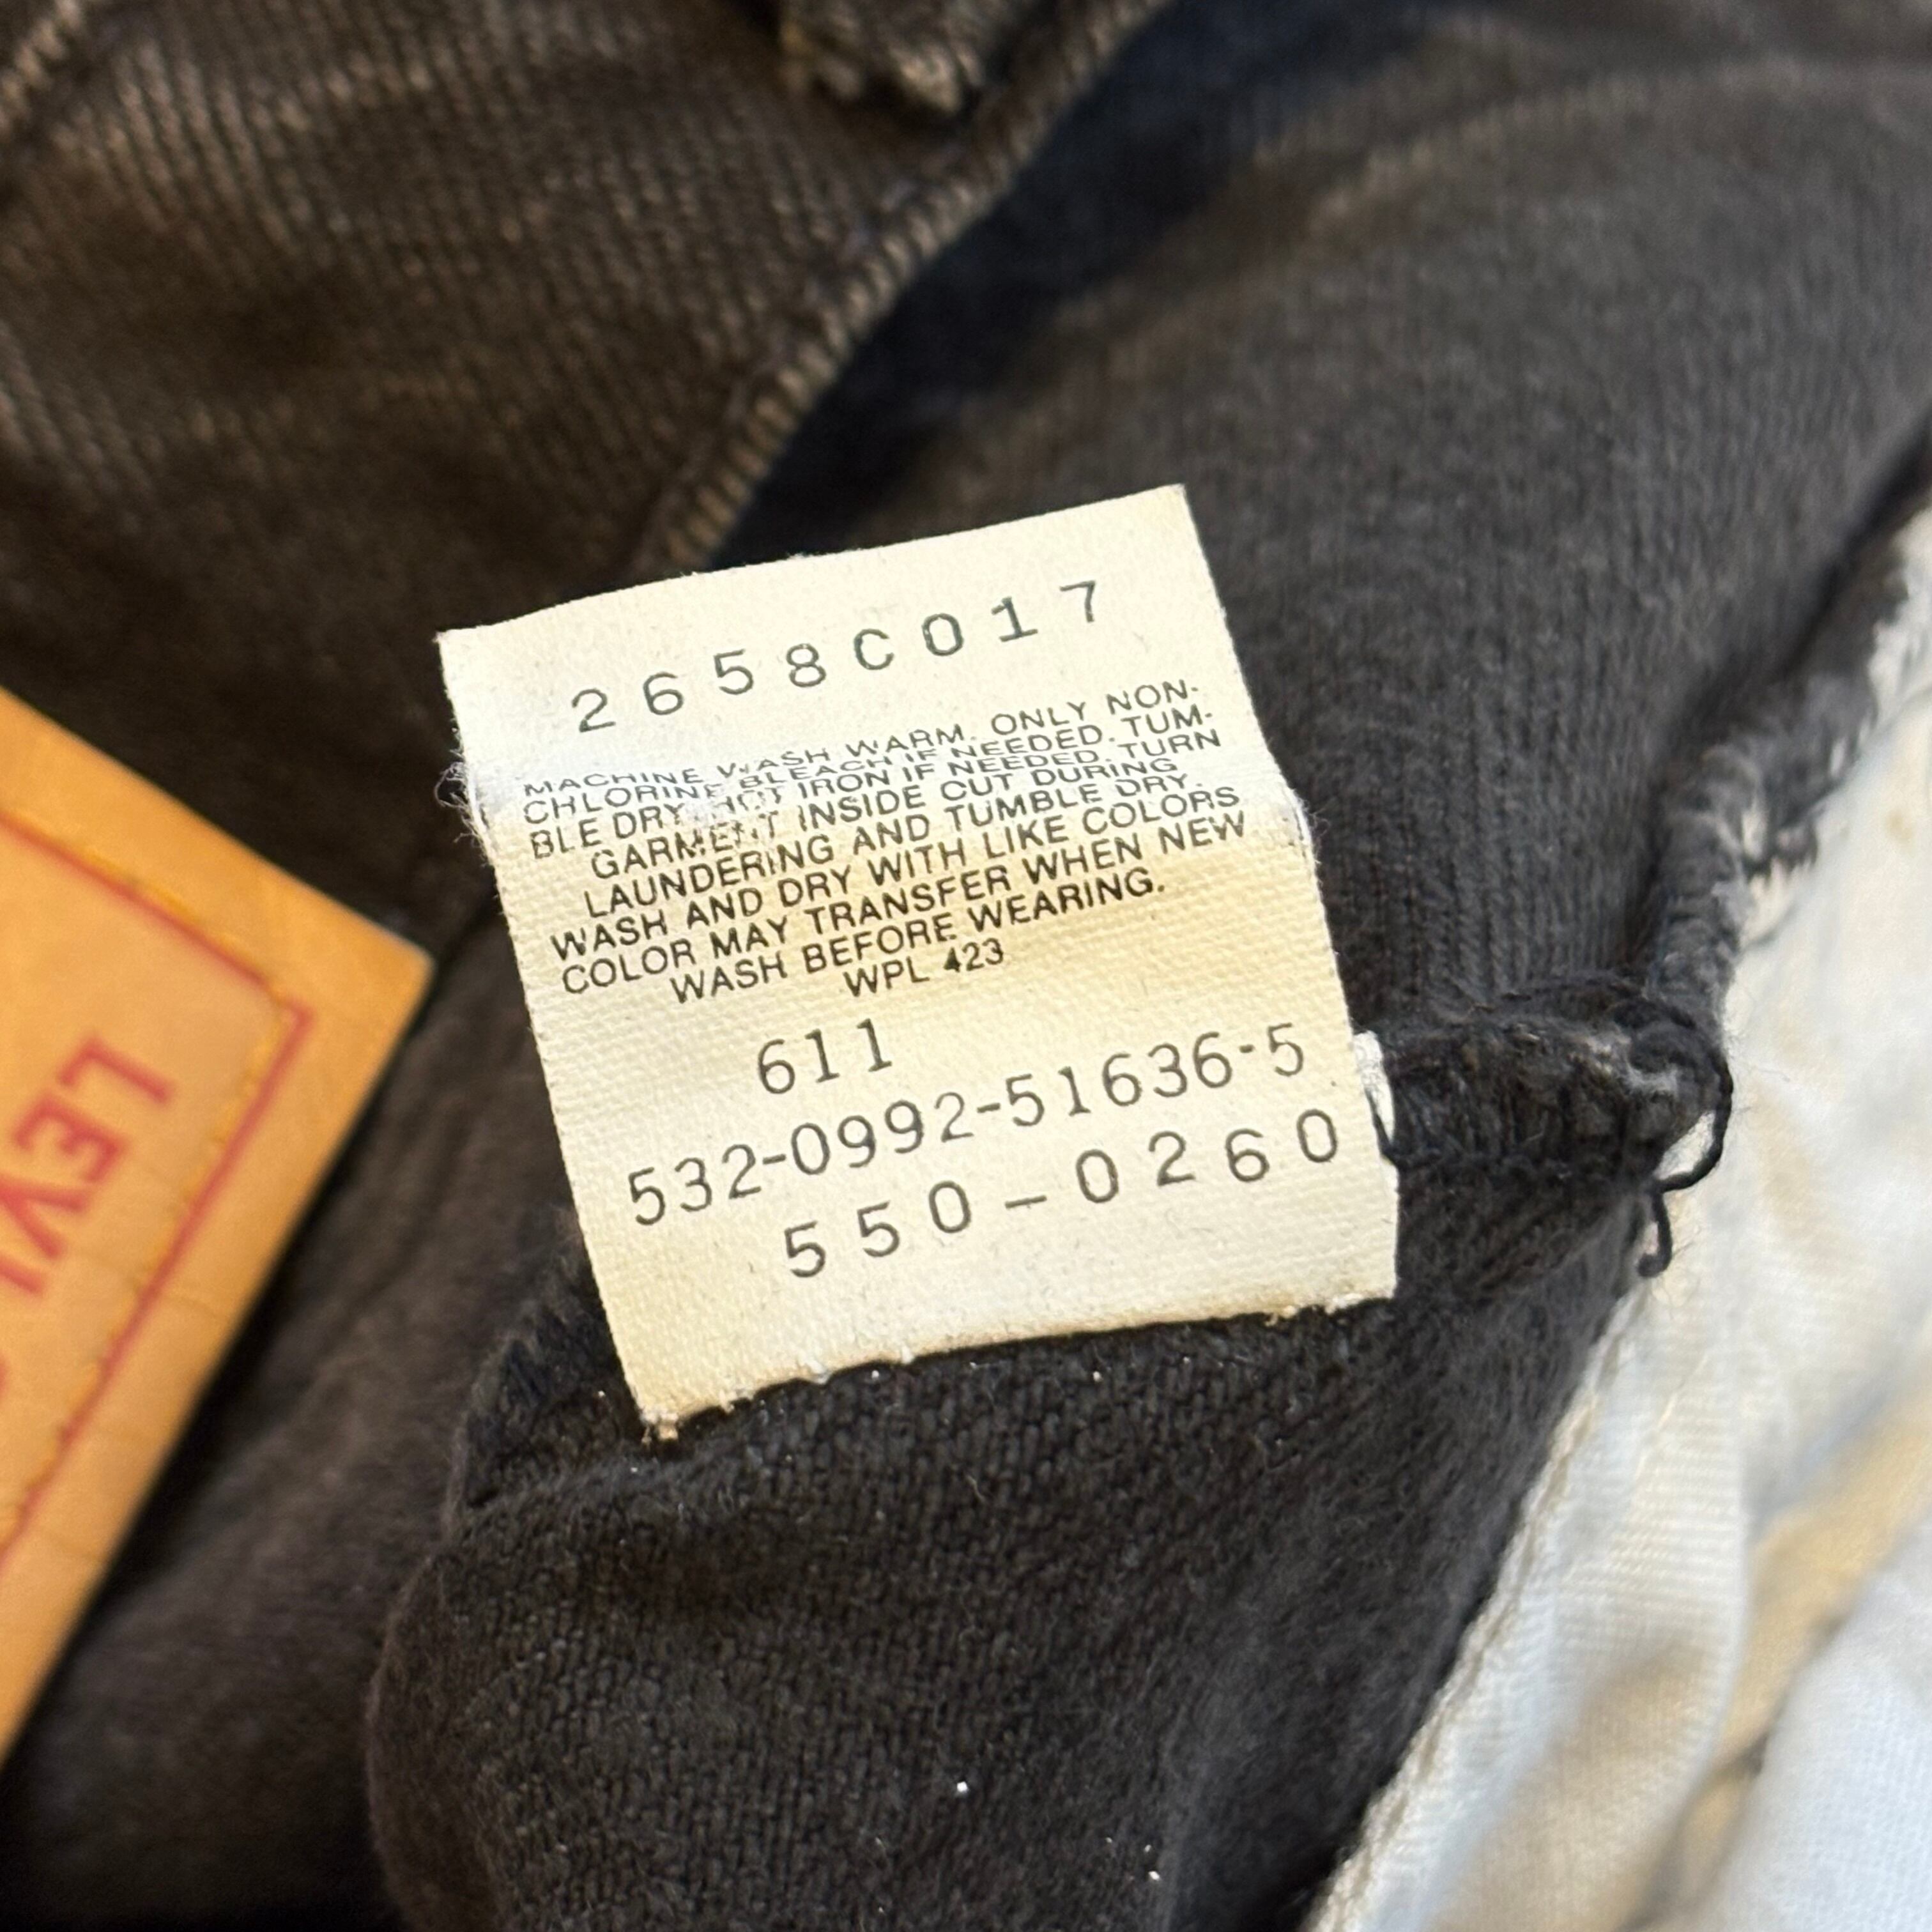 2658C017
MACHINE WASH WARM. ONLY NON-
CHLORINE BLEACH IF NEEDED. TUM-
BLE DRY. HOT IRON IF NEEDED. TURN
GARMENT INSIDE OUT DURING
LAUNDERING AND TUMBLE DRY.
WASH AND DRY WITH LIKE COLORS
COLOR MAY TRANSFER WHEN NEW
WASH BEFORE WEARING.
WPL 423
611
532-0992-51636-5
550-0260
LEVI